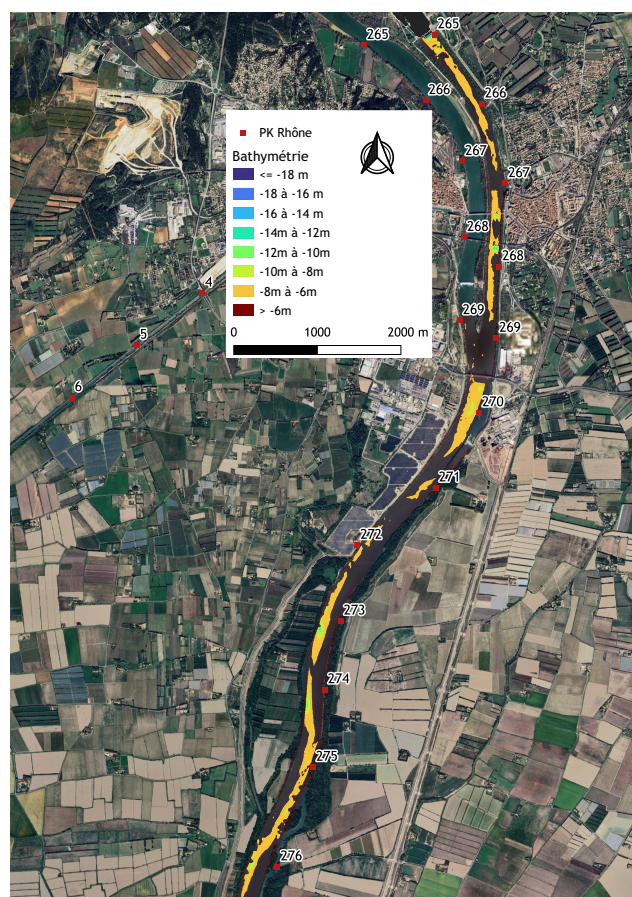 265
265
266
266
267
267
268
268
269
269
270
271
272
273
274
275
276
4
5
6
PK Rhône
Bathymétrie
<= -18 m
-18 à -16 m
-16 à -14 m
-14m à -12m
-12m à -10m
-10m à -8m
-8m à -6m
> -6m
0 1000 2000 m